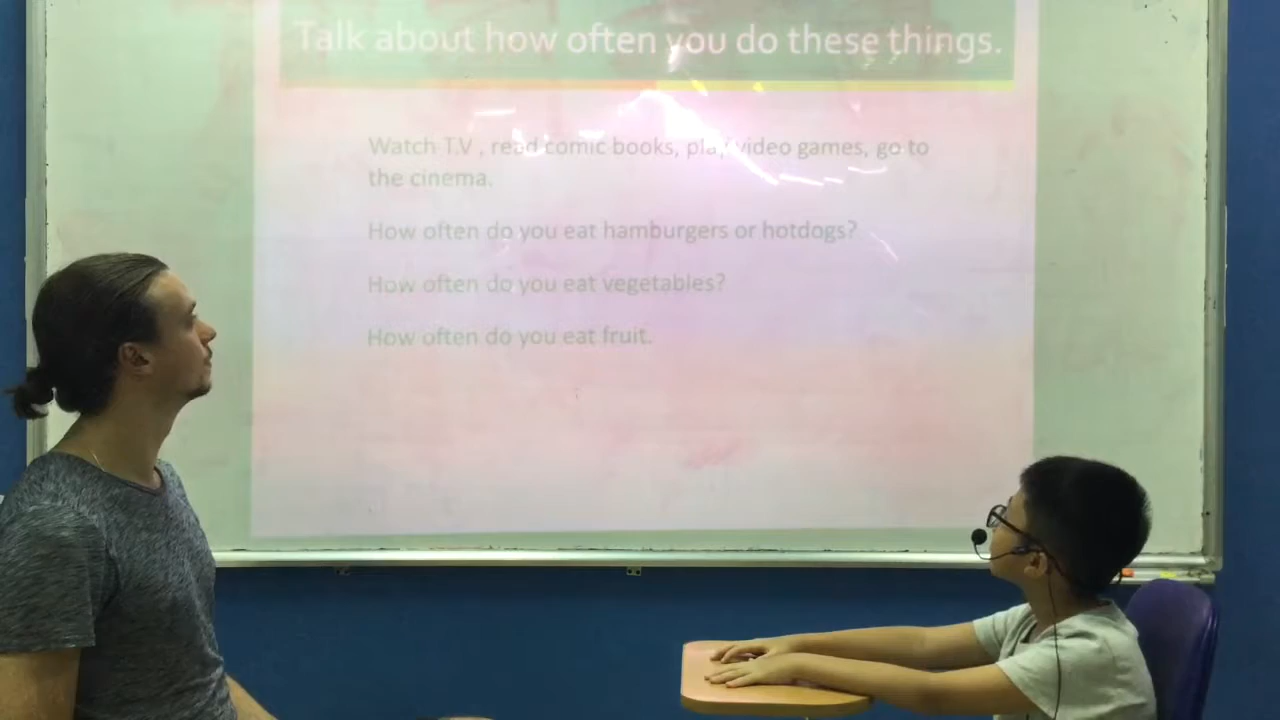 Talk about how often you do these things.
Watch T.V , read comic books, play video games, go to
the cinema.
How often do you eat hamburgers or hotdogs?
How often do you eat vegetables?
How often do you eat fruit.